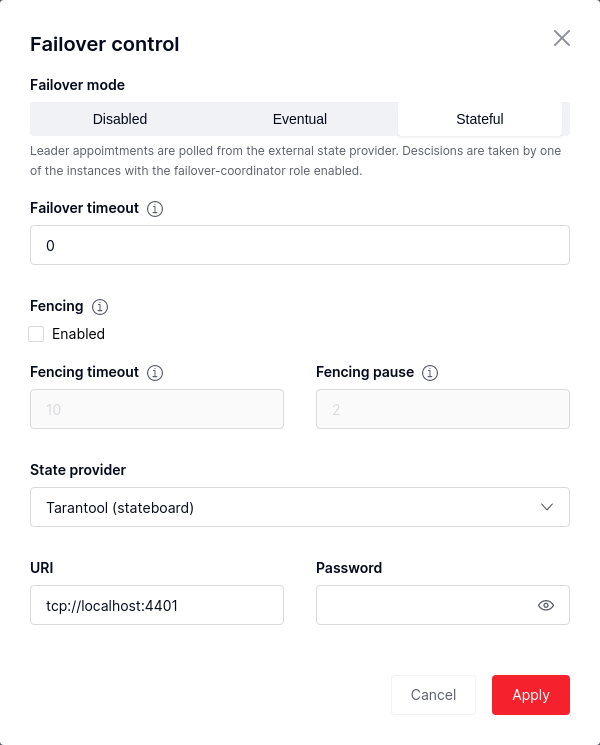 Failover control
Failover mode
Disabled
Eventual
Stateful
Leader appoimtments are polled from the external state provider. Descisions are taken by one
of the instances with the failover-coordinator role enabled.
Failover timeout
0
Fencing
Enabled
Fencing timeout
Fencing pause
10
2
State provider
Tarantool (stateboard)
URI
Password
tcp://localhost:4401
Cancel
Apply